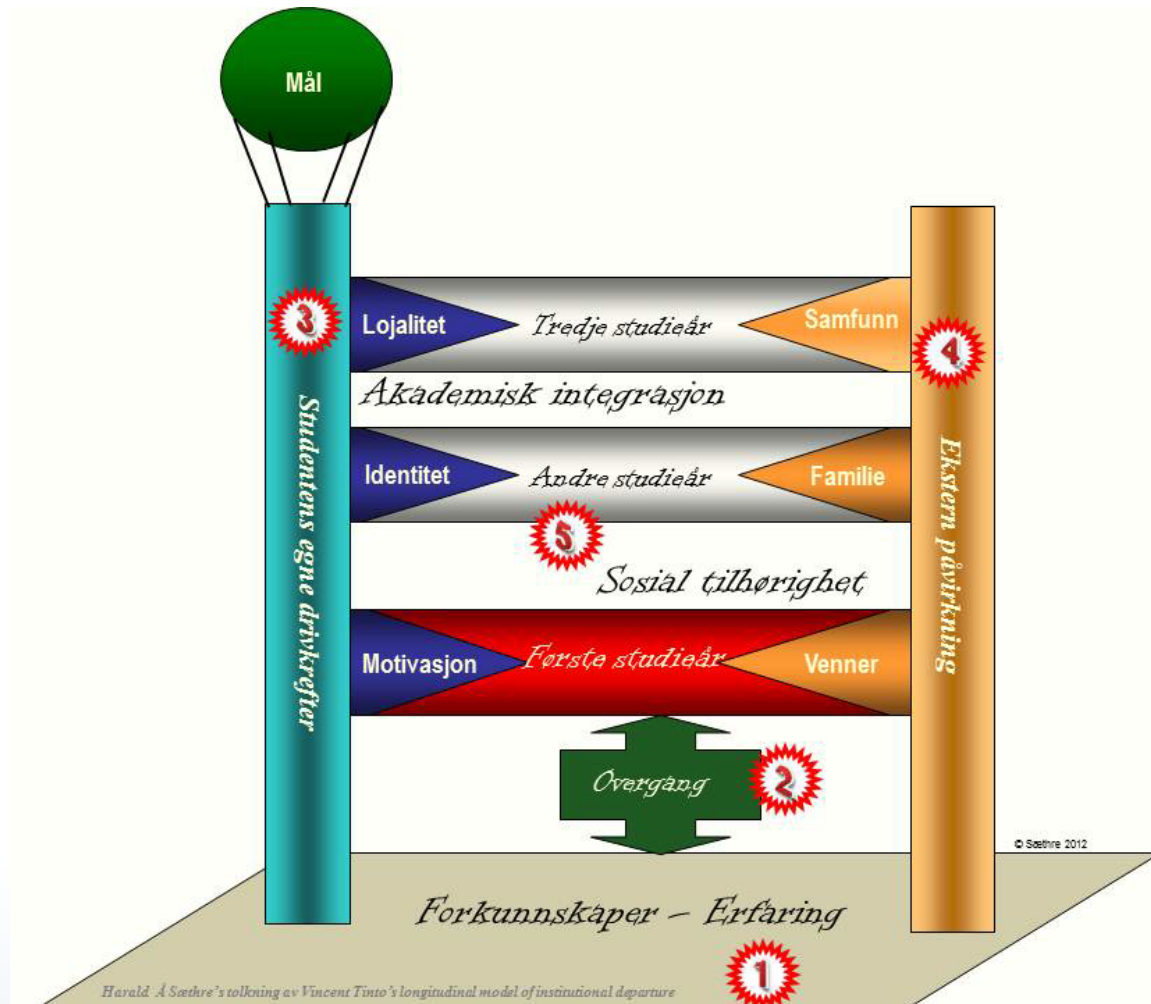 Mål
3
Lojalitet
Tredje studieår
Samfunn
4
Akademisk integrasjon
Studentens egne drivkrefter
Ekstern påvirkning
Identitet
Andre studieår
Familie
5
Sosial tilhørighet
Motivasjon
Første studieår
Venner
Overgang
2
© Sæthre 2012
Forkunnskaper – Erfaring
1
Harald Å Sæthre's tolkning av Vincent Tinto's longitudinal model of institutional departure